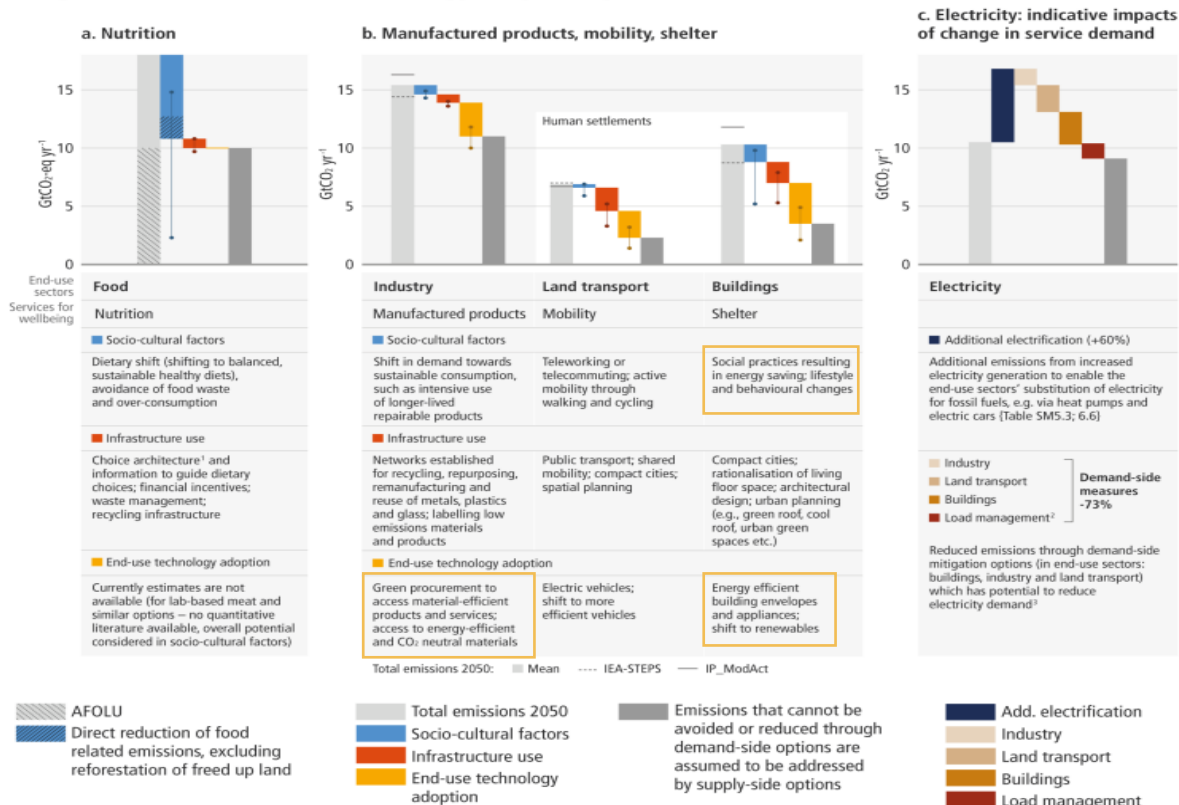 a. Nutrition
b. Manufactured products, mobility, shelter
c. Electricity: indicative impacts
of change in service demand
GtCO₂-eq yr⁻¹
15
10
5
0
GtCO₂ yr⁻¹
15
10
5
0
Human settlements
GtCO₂ yr⁻¹
15
10
5
0
End-use
sectors
Services for
wellbeing
Food
Nutrition
Socio-cultural factors
Dietary shift (shifting to balanced,
sustainable healthy diets),
avoidance of food waste
and over-consumption
Infrastructure use
Choice architecture¹ and
information to guide dietary
choices; financial incentives;
waste management;
recycling infrastructure
End-use technology adoption
Currently estimates are not
available (for lab-based meat and
similar options – no quantitative
literature available, overall potential
considered in socio-cultural factors)
Industry
Land transport
Buildings
Manufactured products
Mobility
Shelter
Socio-cultural factors
Shift in demand towards
sustainable consumption,
such as intensive use
of longer-lived
repairable products
Teleworking or
telecommuting; active
mobility through
walking and cycling
Social practices resulting
in energy saving; lifestyle
and behavioural changes
Infrastructure use
Networks established
for recycling, repurposing,
remanufacturing and
reuse of metals, plastics
and glass; labelling low
emissions materials
and products
Public transport; shared
mobility; compact cities;
spatial planning
Compact cities;
rationalisation of living
floor space; architectural
design; urban planning
(e.g., green roof, cool
roof, urban green
spaces etc.)
End-use technology adoption
Green procurement to
access material-efficient
products and services;
access to energy-efficient
and CO₂ neutral materials
Electric vehicles;
shift to more
efficient vehicles
Energy efficient
building envelopes
and appliances;
shift to renewables
Total emissions 2050: Mean IEA-STEPS IP_ModAct
Electricity
Additional electrification (+60%)
Additional emissions from increased
electricity generation to enable the
end-use sectors' substitution of electricity
for fossil fuels, e.g. via heat pumps and
electric cars {Table SM5.3; 6.6}
Industry
Land transport
Buildings
Load management²
Demand-side
measures
-73%
Reduced emissions through demand-side
mitigation options (in end-use sectors:
buildings, industry and land transport)
which has potential to reduce
electricity demand³
AFOLU
Direct reduction of food
related emissions, excluding
reforestation of freed up land
Total emissions 2050
Socio-cultural factors
Infrastructure use
End-use technology
adoption
Emissions that cannot be
avoided or reduced through
demand-side options are
assumed to be addressed
by supply-side options
Add. electrification
Industry
Land transport
Buildings
Load management